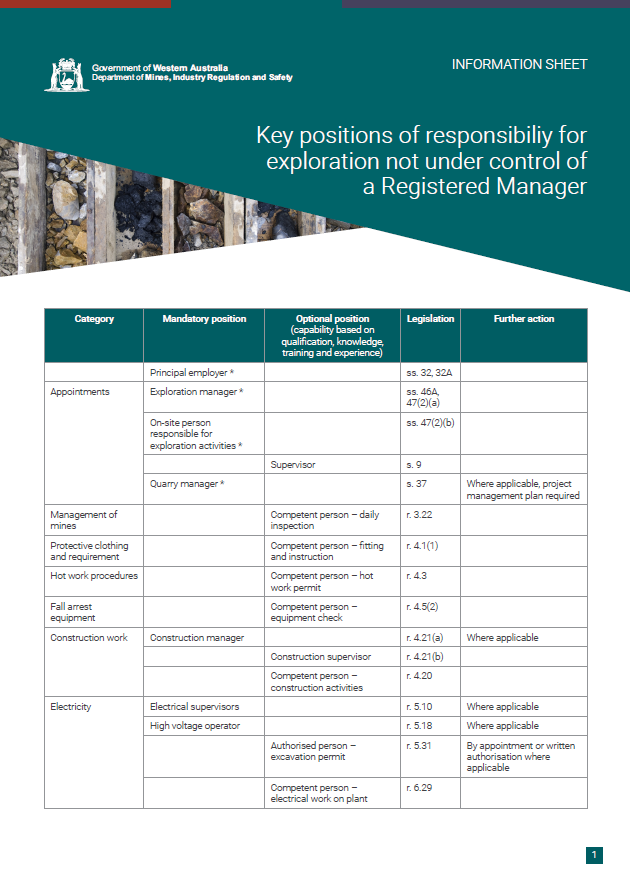 Government of Western Australia
Department of Mines, Industry Regulation and Safety
INFORMATION SHEET
Key positions of responsibiliy for
exploration not under control of
a Registered Manager
Category Mandatory position Optional position Legislation Further action
(capability based on
qualification, knowledge,
training and experience)
Principal employer * ss. 32, 32A
Appointments Exploration manager * ss. 46A,
47(2)(a)
On-site person ss. 47(2)(b)
responsible for
exploration activities *
Supervisor s. 9
Quarry manager * s. 37 Where applicable, project
management plan required
Management of Competent person – daily r. 3.22
mines inspection
Protective clothing Competent person – fitting r. 4.1(1)
and requirement and instruction
Hot work procedures Competent person – hot r. 4.3
work permit
Fall arrest Competent person – r. 4.5(2)
equipment equipment check
Construction work Construction manager r. 4.21(a) Where applicable
Construction supervisor r. 4.21(b)
Competent person – r. 4.20
construction activities
Electricity Electrical supervisors r. 5.10 Where applicable
High voltage operator r. 5.18 Where applicable
Authorised person – r. 5.31 By appointment or written
excavation permit authorisation where
applicable
Competent person – r. 6.29
electrical work on plant
1